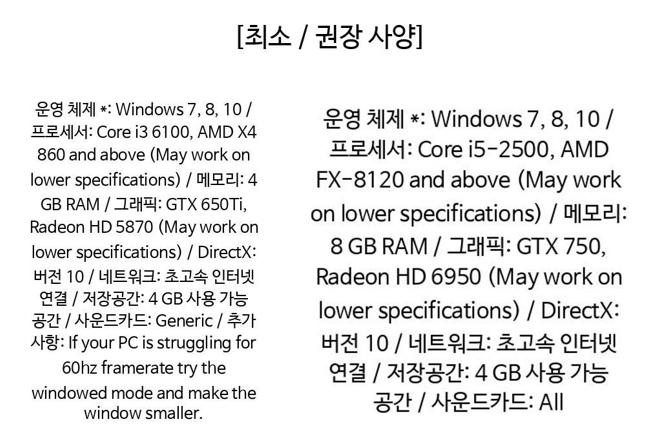 [최소 / 권장 사양]
운영 체제 *: Windows 7, 8, 10 /
프로세서: Core i3 6100, AMD X4
860 and above (May work on
lower specifications) / 메모리: 4
GB RAM / 그래픽: GTX 650Ti,
Radeon HD 5870 (May work on
lower specifications) / DirectX:
버전 10 / 네트워크: 초고속 인터넷
연결 / 저장공간: 4 GB 사용 가능
공간 / 사운드카드: Generic / 추가
사항: If your PC is struggling for
60hz framerate try the
windowed mode and make the
window smaller.
운영 체제 *: Windows 7, 8, 10 /
프로세서: Core i5-2500, AMD
FX-8120 and above (May work
on lower specifications) / 메모리:
8 GB RAM / 그래픽: GTX 750,
Radeon HD 6950 (May work on
lower specifications) / DirectX:
버전 10 / 네트워크: 초고속 인터넷
연결 / 저장공간: 4 GB 사용 가능
공간 / 사운드카드: All